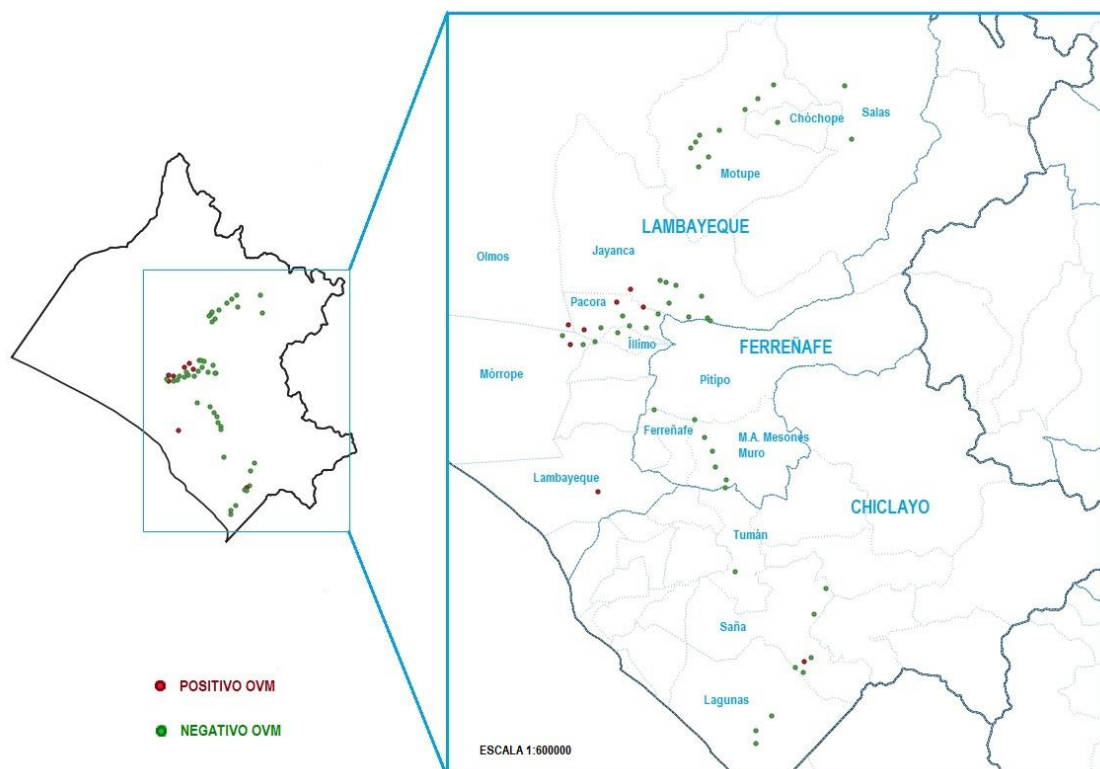 Chóchope
Salas
Motupe
LAMBAYEQUE
Jayanca
Olmos
Pacora
FERREÑAFE
Íllimo
Mórrope
Pitipo
Ferreñafe
M.A. Mesones
Muro
Lambayeque
CHICLAYO
Tumán
Saña
POSITIVO OVM
Lagunas
NEGATIVO OVM
ESCALA 1:600000